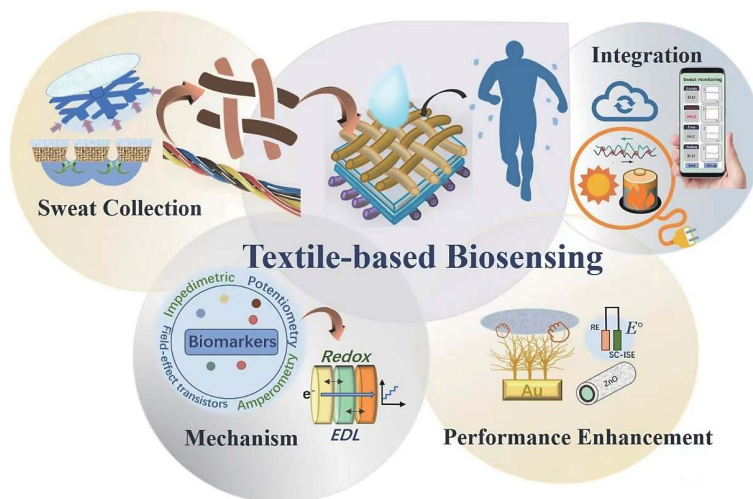 Integration
Sweat monitoring
Sweat Collection
Textile-based Biosensing
Impedimetric
Potentiometry
Biomarkers
Field-effect transistors
Amperometry
Redox
e⁻
EDL
Mechanism
RE
E°
SC-ISE
Au
ZnO
Performance Enhancement